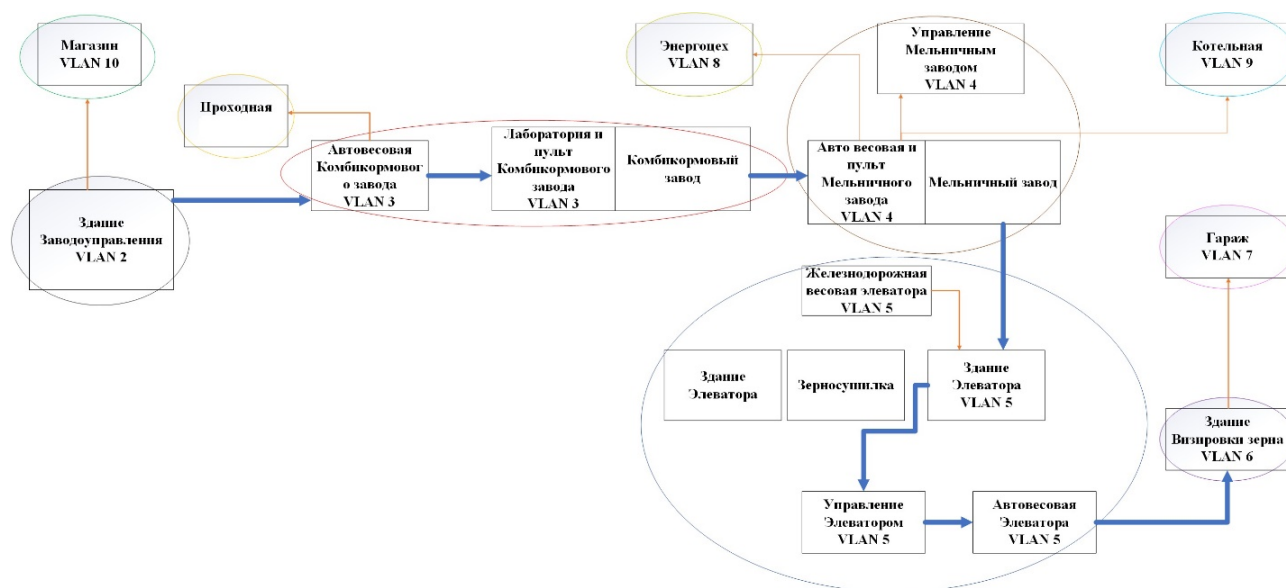 Магазин
VLAN 10
Проходная
Энергоцех
VLAN 8
Управление
Мельничным
заводом
VLAN 4
Котельная
VLAN 9
Здание
Заводоуправления
VLAN 2
Автовесовая
Комбикормовог
о завода
VLAN 3
Лаборатория и
пульт
Комбикормового
завода
VLAN 3
Комбикормовый
завод
Авто весовая и
пульт
Мельничного
завода
VLAN 4
Мельничный завод
Гараж
VLAN 7
Железнодорожная
весовая элеватора
VLAN 5
Здание
Элеватора
Зерносушилка
Здание
Элеватора
VLAN 5
Здание
Визировки зерна
VLAN 6
Управление
Элеватором
VLAN 5
Автовесовая
Элеватора
VLAN 5